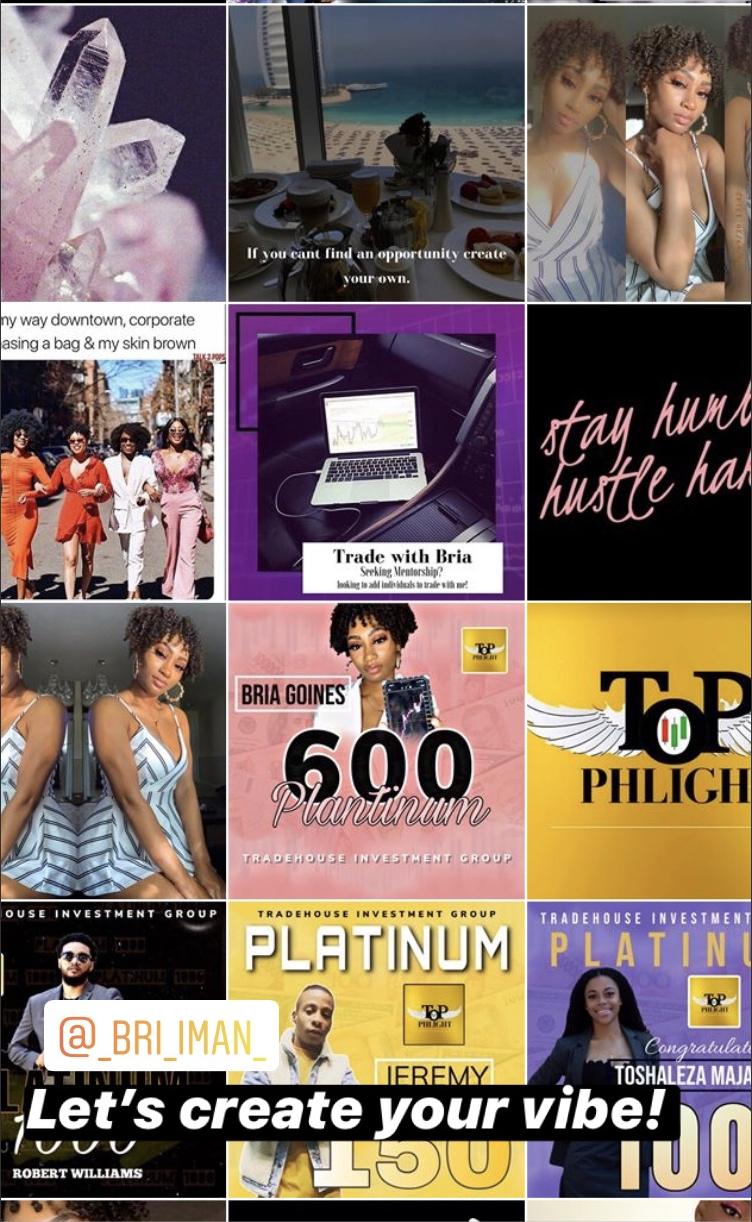 If you cant find an opportunity create
your own.
my way downtown, corporate
asing a bag & my skin brown
TALK 2 POPS
Trade with Bria
Seeking Mentorship?
looking to add individuals to trade with me!
stay humb
hustle har
BRIA GOINES
TOP
PHLIGHT
600
Plantinum
TRADEHOUSE INVESTMENT GROUP
TOP
PHLIGH
OUSE INVESTMENT GROUP
TRADEHOUSE INVESTMENT GROUP
PLATINUM
TOP
PHLIGHT
JEREMY
150
TRADEHOUSE INVESTMENT
PLATINU
TOP
PHLIGHT
Congratulat
TOSHALEZA MAJA
100
@_BRI_IMAN_
LATINUM
Let's create your vibe!
1000
ROBERT WILLIAMS